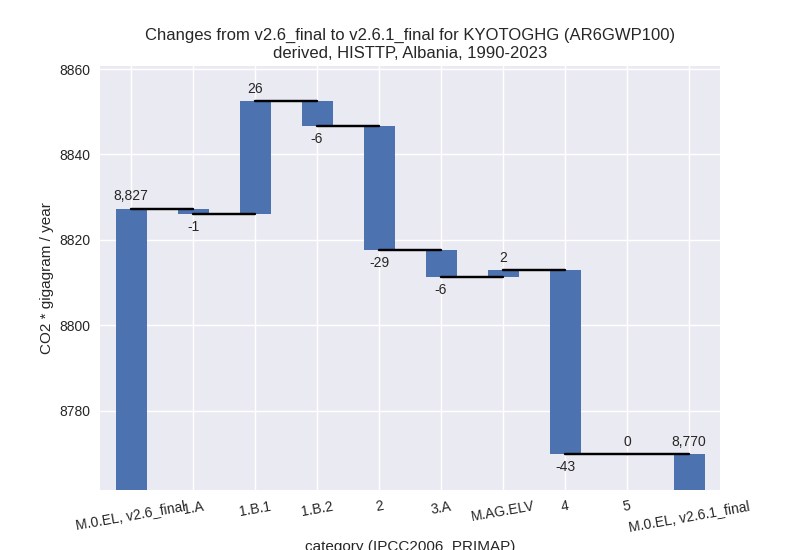 Changes from v2.6_final to v2.6.1_final for KYOTOGHG (AR6GWP100)
derived, HISTTP, Albania, 1990-2023
CO2 * gigagram / year
8860
8840
8820
8800
8780
8,827
-1
26
-6
-29
-6
2
-43
0
8,770
M.0.EL, v2.6_final
1.A
1.B.1
1.B.2
2
3.A
M.AG.ELV
4
5
M.0.EL, v2.6.1_final
category (IPCC2006_PRIMAP)